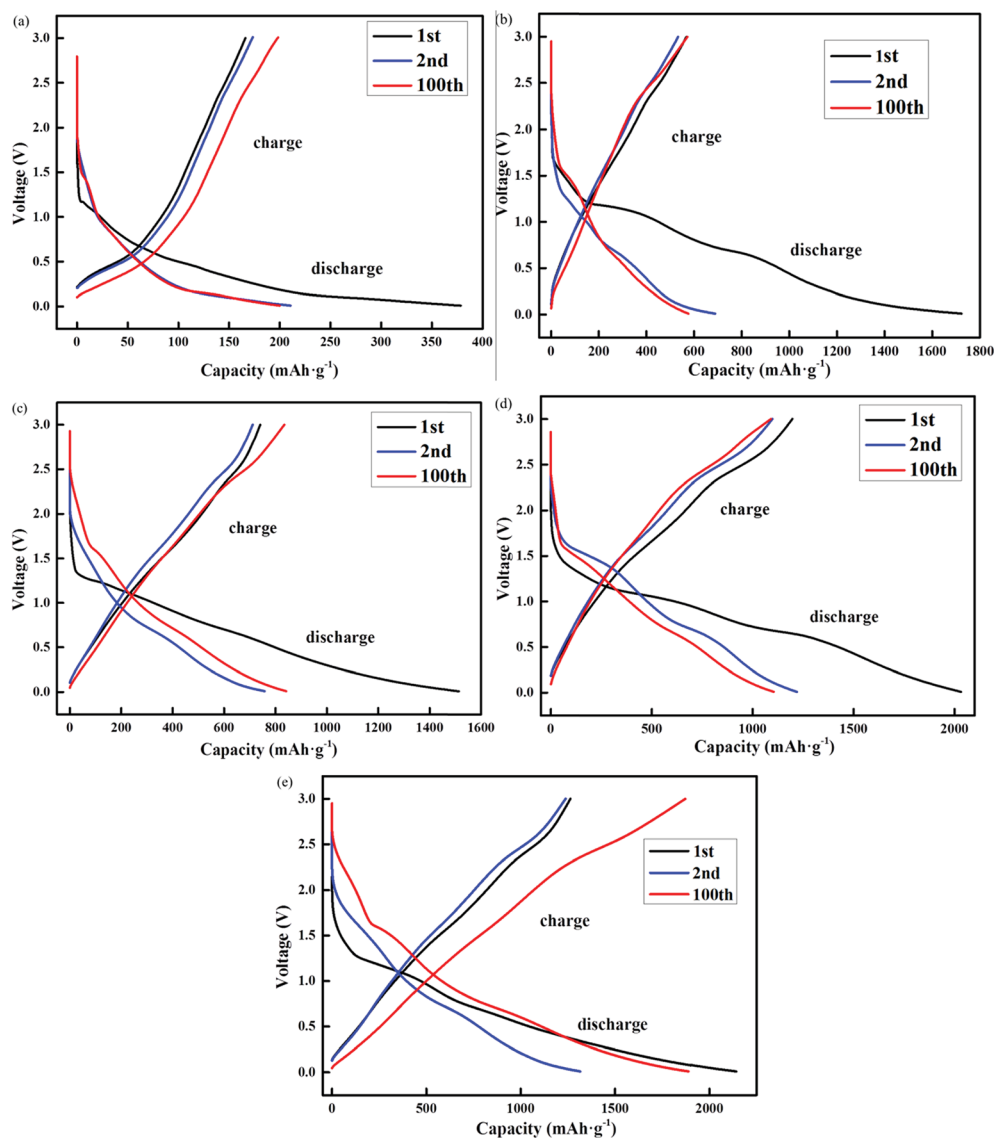 (a)
1st
2nd
100th
charge
discharge
Voltage (V)
3.0
2.5
2.0
1.5
1.0
0.5
0.0
0 50 100 150 200 250 300 350 400
Capacity (mAh·g⁻¹)
(b)
1st
2nd
100th
charge
discharge
Voltage (V)
3.0
2.5
2.0
1.5
1.0
0.5
0.0
0 200 400 600 800 1000 1200 1400 1600 1800
Capacity (mAh·g⁻¹)
(c)
1st
2nd
100th
charge
discharge
Voltage (V)
3.0
2.5
2.0
1.5
1.0
0.5
0.0
0 200 400 600 800 1000 1200 1400 1600
Capacity (mAh·g⁻¹)
(d)
1st
2nd
100th
charge
discharge
Voltage (V)
3.0
2.5
2.0
1.5
1.0
0.5
0.0
0 500 1000 1500 2000
Capacity (mAh·g⁻¹)
(e)
1st
2nd
100th
charge
discharge
Voltage (V)
3.0
2.5
2.0
1.5
1.0
0.5
0.0
0 500 1000 1500 2000
Capacity (mAh·g⁻¹)